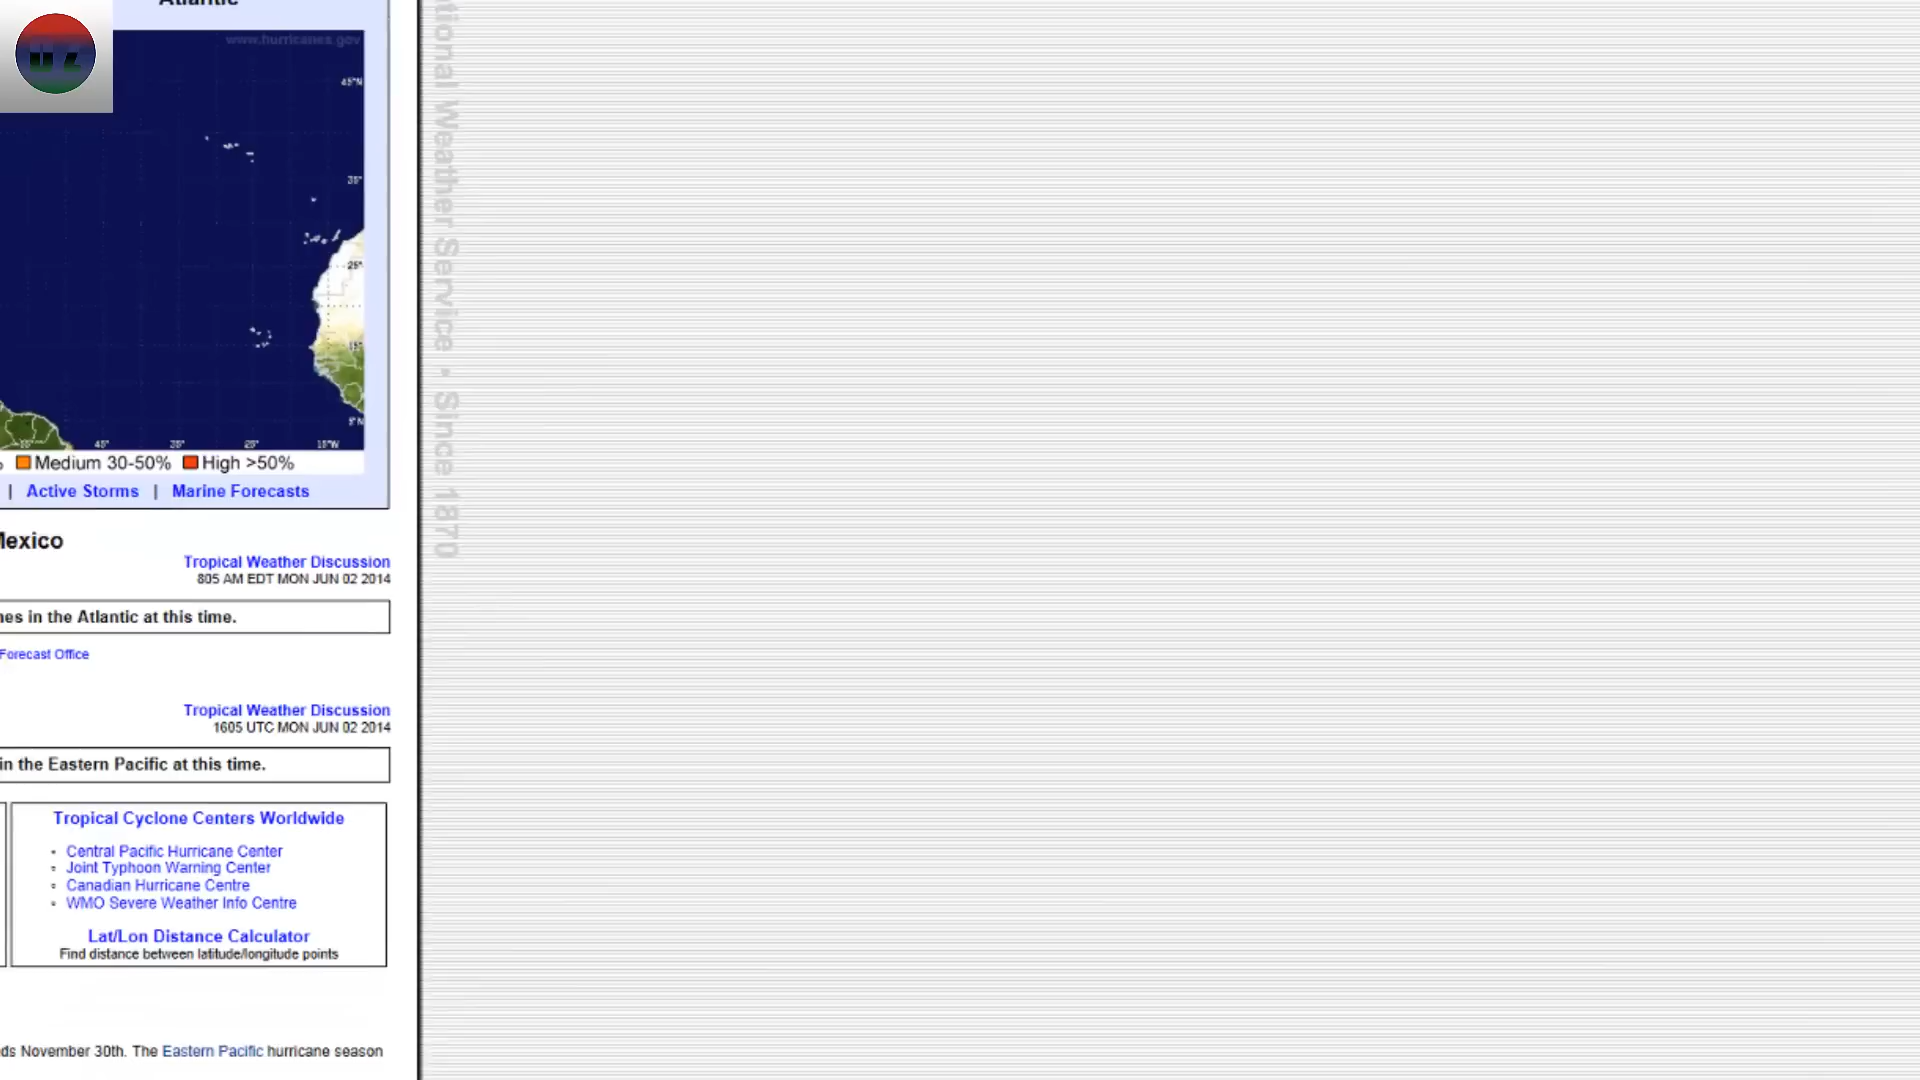 Atlantic
www.hurricanes.gov
45°N
35°
25°
15°
5°N
45°
35°
25°
15°W
Medium 30-50% High >50%
| Active Storms | Marine Forecasts
Mexico
Tropical Weather Discussion
805 AM EDT MON JUN 02 2014
nes in the Atlantic at this time.
Forecast Office
Tropical Weather Discussion
1605 UTC MON JUN 02 2014
in the Eastern Pacific at this time.
Tropical Cyclone Centers Worldwide
Central Pacific Hurricane Center
Joint Typhoon Warning Center
Canadian Hurricane Centre
WMO Severe Weather Info Centre
Lat/Lon Distance Calculator
Find distance between latitude/longitude points
ds November 30th. The Eastern Pacific hurricane season
tional Weather Service - Since 1870